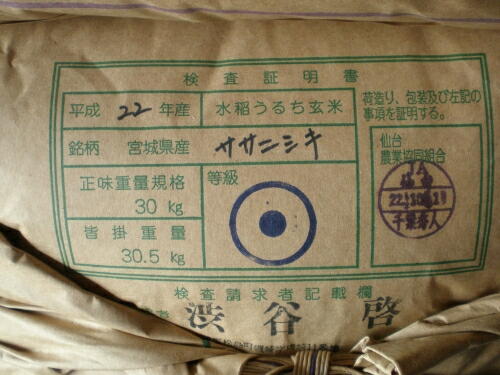 検査証明書
平成 22年産 水稲うるち玄米
銘柄 宮城県産 ササニシキ
正味重量規格
30 kg
皆掛重量
30.5 kg
等級
荷造り、包装及び左記の
事項を証明する。
仙台
農業協同組合
検査請求者記載欄
渋谷 啓